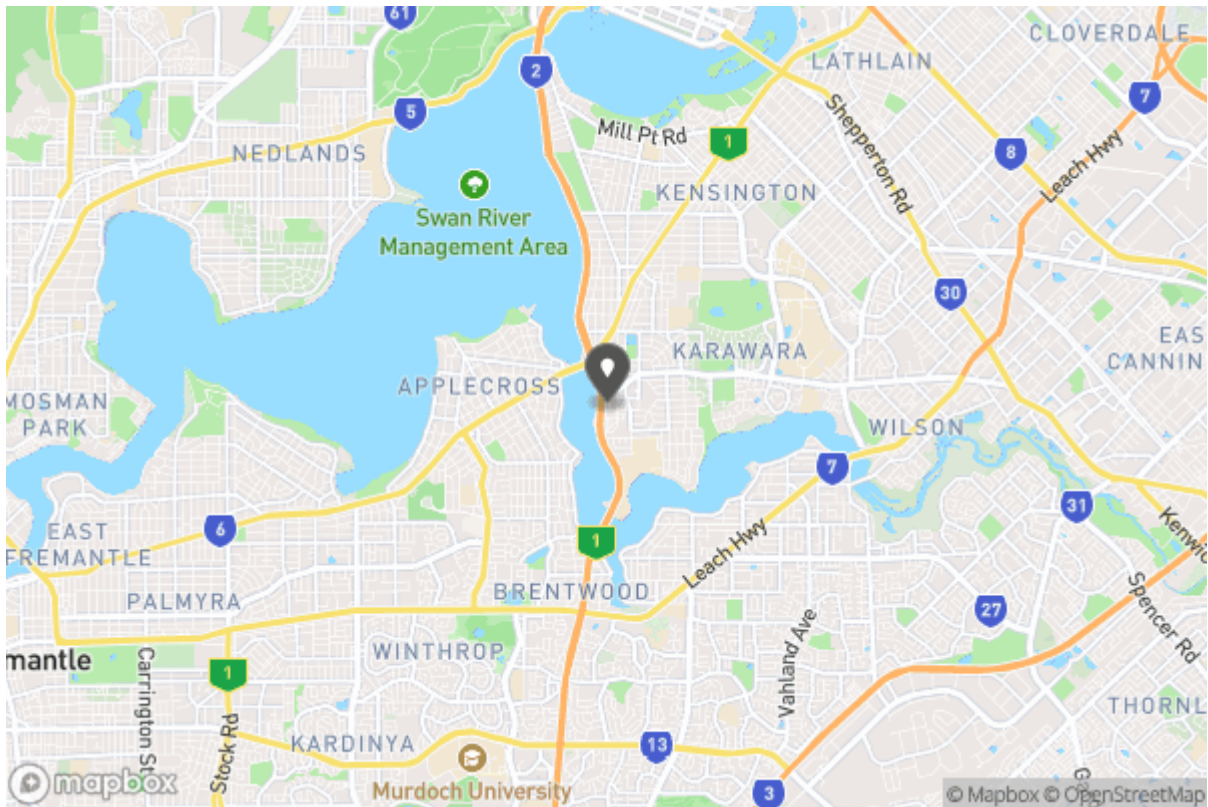 61
CLOVERDALE
2
LATHLAIN
7
5
Mill Pt Rd
1
8
NEDLANDS
Shepperton Rd
Leach Hwy
KENSINGTON
Swan River
Management Area
30
EAS
CANNIN
KARAWARA
APPLECROSS
MOSMAN
PARK
WILSON
7
31
6
EAST
FREMANTLE
1
Leach Hwy
Kenwic
BRENTWOOD
PALMYRA
27
Spencer Rd
Vahland Ave
WINTHROP
mantle
Carrington St
1
Stock Rd
THORNL
KARDINYA
13
Murdoch University
3
G
mapbox
© Mapbox © OpenStreetMap